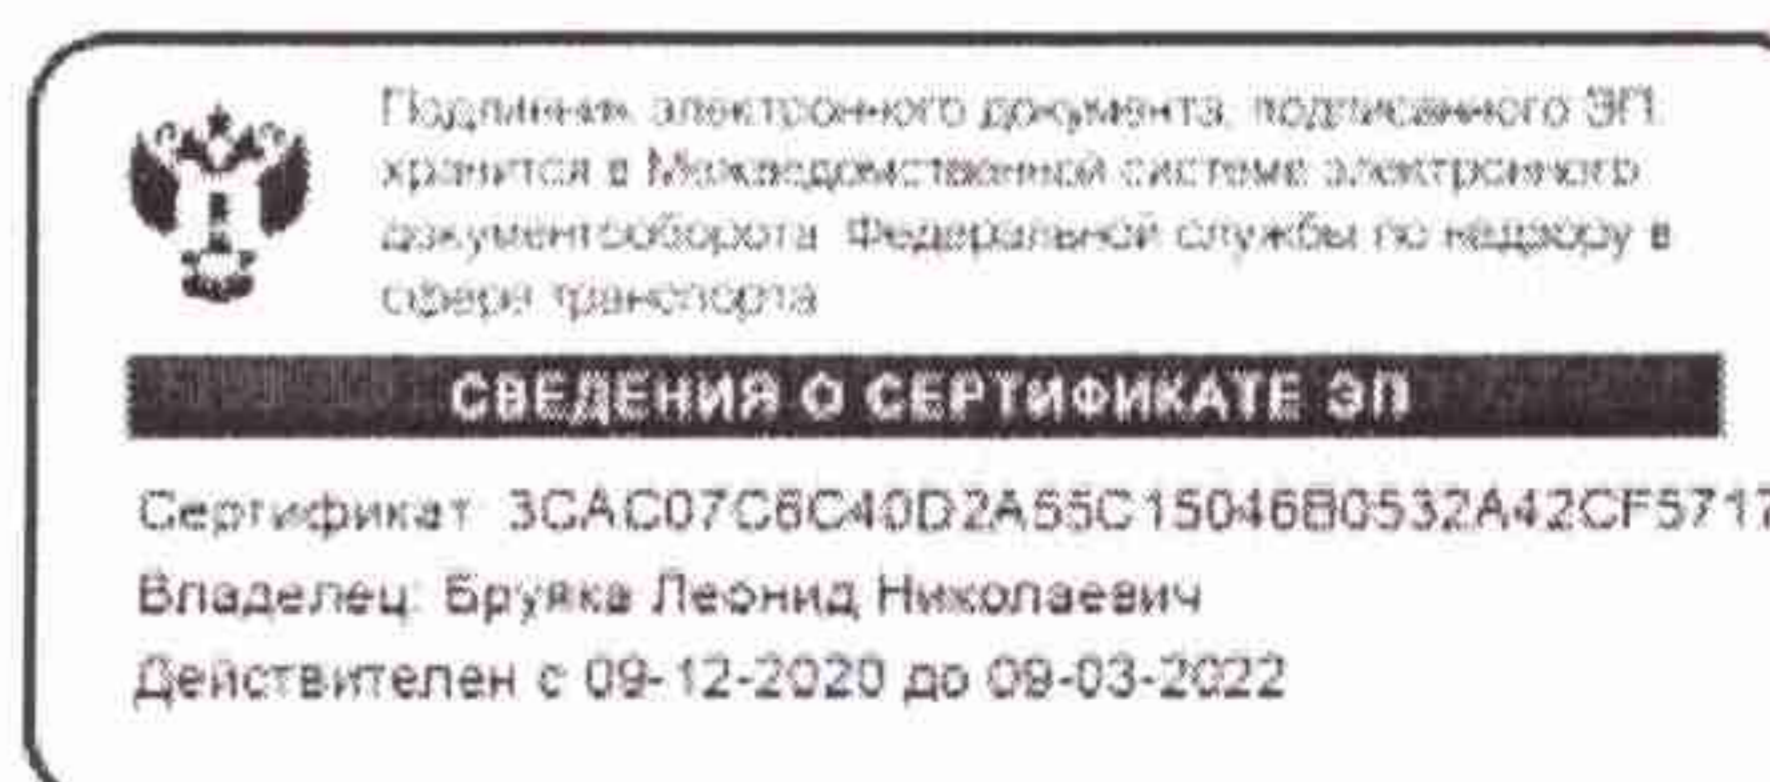 Подлинник электронного документа, подписанного ЭП,
хранится в Межведомственной системе электронного
документооборота Федеральной службы по надзору в
сфере транспорта
СВЕДЕНИЯ О СЕРТИФИКАТЕ ЭП
Сертификат
Владелец: Бруяка Леонид Николаевич
Действителен с 09-12-2020 до 09-03-2022